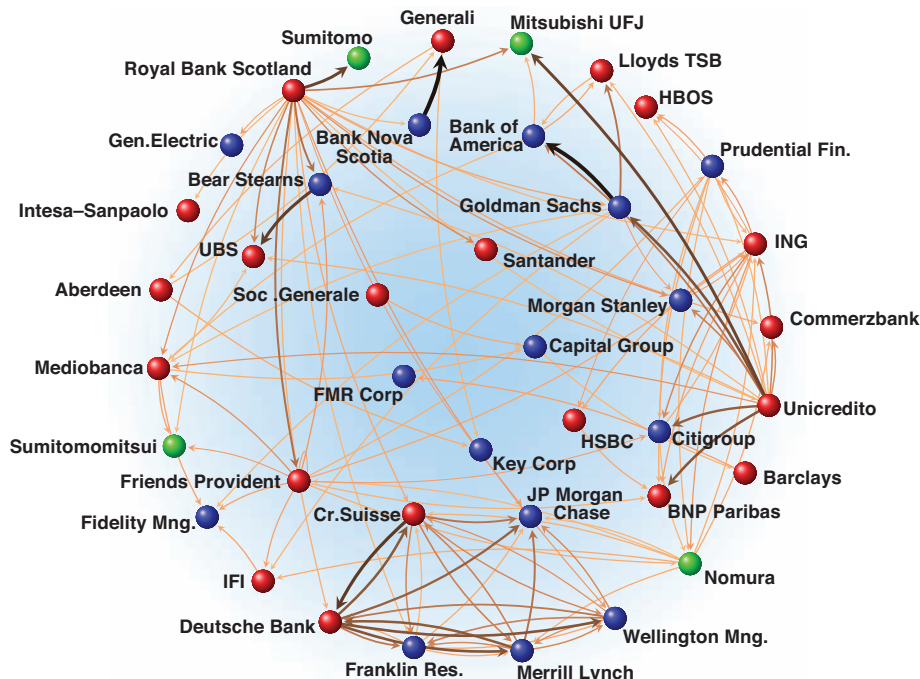 Generali
Mitsubishi UFJ
Sumitomo
Royal Bank Scotland
Lloyds TSB
HBOS
Gen.Electric
Bank Nova
Scotia
Bank of
America
Prudential Fin.
Bear Stearns
Intesa–Sanpaolo
Goldman Sachs
UBS
Santander
ING
Aberdeen
Soc .Generale
Morgan Stanley
Commerzbank
Mediobanca
Capital Group
FMR Corp
Unicredito
HSBC
Citigroup
Sumitomomitsui
Key Corp
Barclays
Friends Provident
JP Morgan
Chase
BNP Paribas
Cr.Suisse
Fidelity Mng.
Nomura
IFI
Deutsche Bank
Wellington Mng.
Franklin Res.
Merrill Lynch